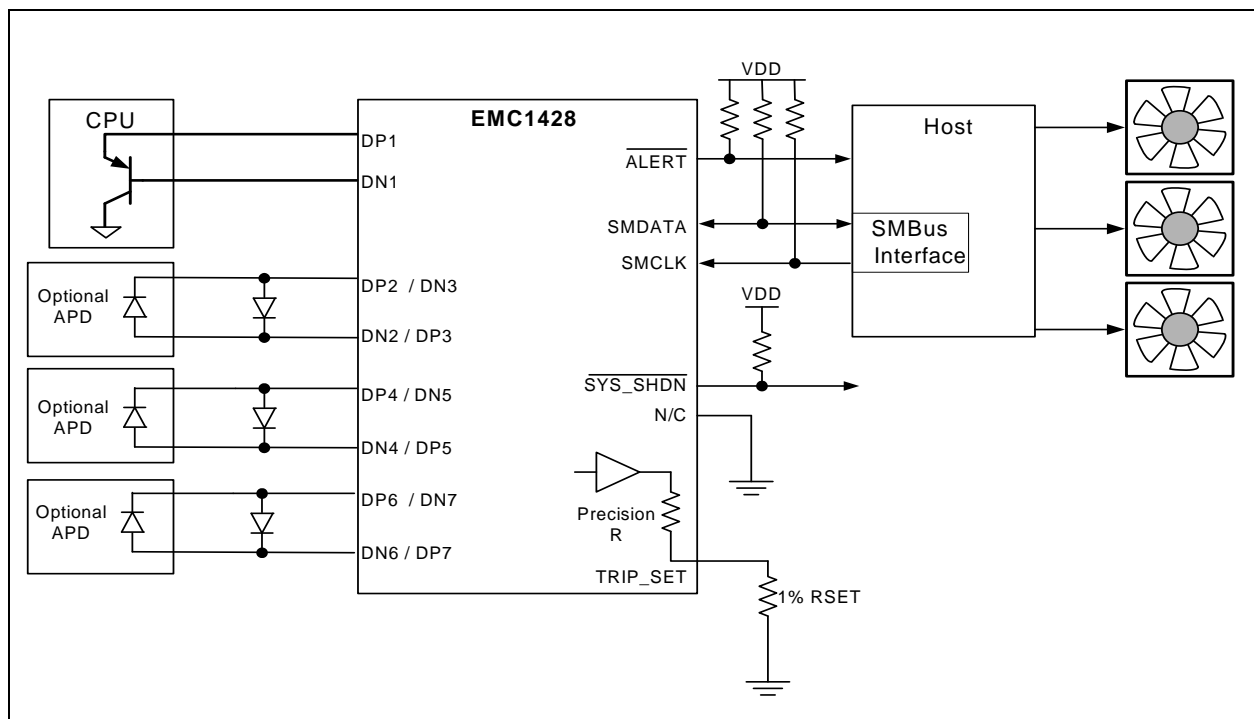 CPU
EMC1428
DP1
DN1
Optional
APD
DP2 / DN3
DN2 / DP3
Optional
APD
DP4 / DN5
DN4 / DP5
Optional
APD
DP6 / DN7
DN6 / DP7
ALERT
SMDATA
SMCLK
SYS_SHDN
N/C
Precision
R
TRIP_SET
1% RSET
VDD
VDD
Host
SMBus
Interface